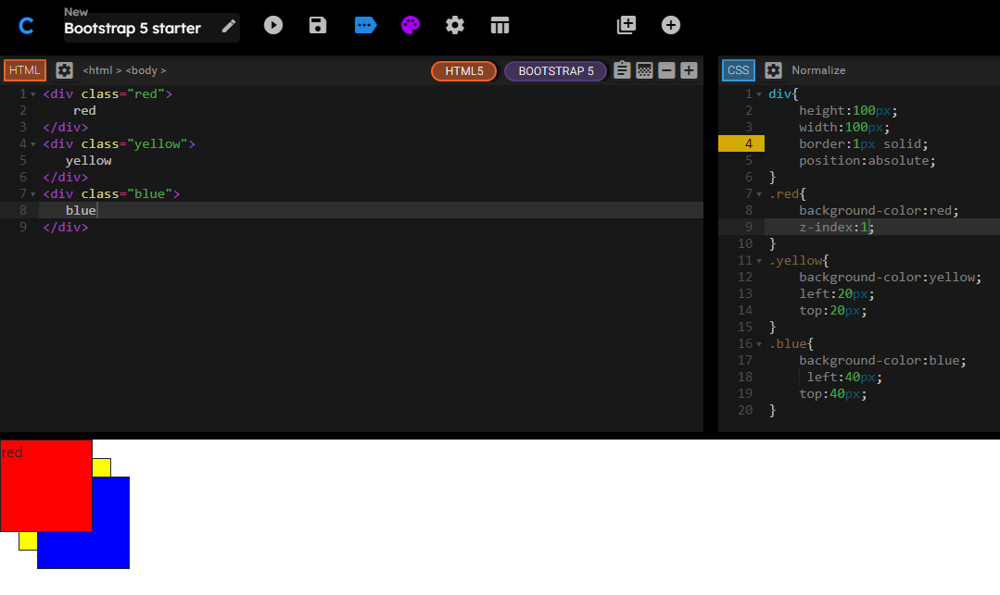 New
Bootstrap 5 starter
HTML
<html > <body >
HTML5
BOOTSTRAP 5
1 <div class="red">
2 red
3 </div>
4 <div class="yellow">
5 yellow
6 </div>
7 <div class="blue">
8 blue
9 </div>
CSS
Normalize
1 div{
2 height:100px;
3 width:100px;
4 border:1px solid;
5 position:absolute;
6 }
7 .red{
8 background-color:red;
9 z-index:1;
10 }
11 .yellow{
12 background-color:yellow;
13 left:20px;
14 top:20px;
15 }
16 .blue{
17 background-color:blue;
18 left:40px;
19 top:40px;
20 }
red